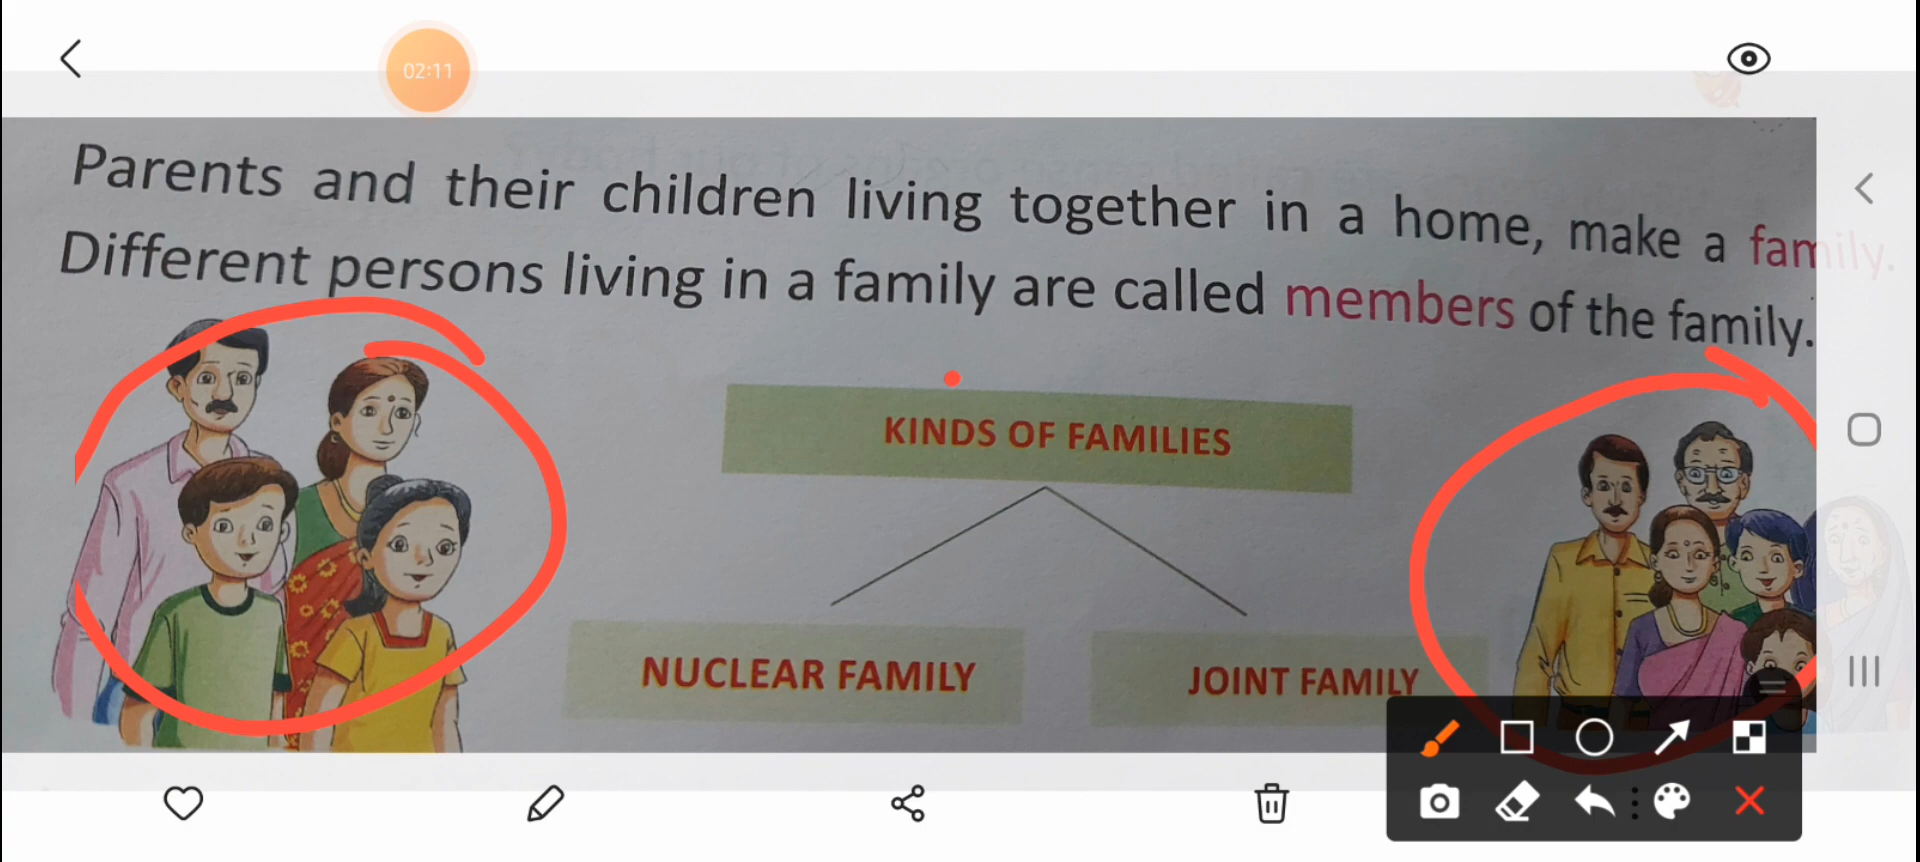 02:11
Parents and their children living together in a home, make a family.
Different persons living in a family are called members of the family.
KINDS OF FAMILIES
NUCLEAR FAMILY
JOINT FAMILY